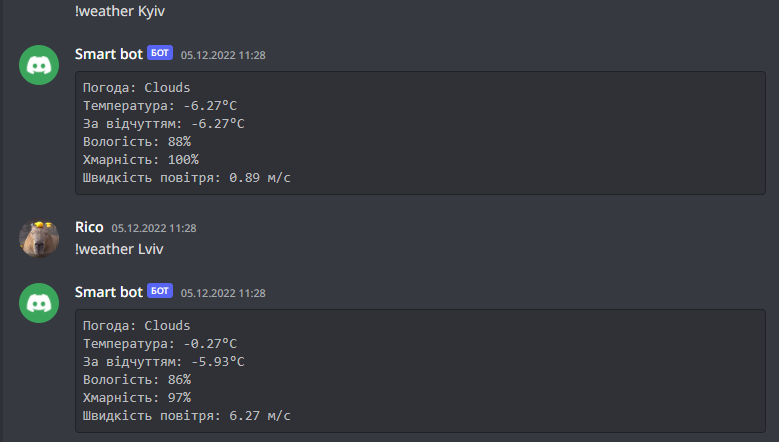 !weather Kyiv
Smart bot БОТ 05.12.2022 11:28
Погода: Clouds
Температура: -6.27°C
За відчуттям: -6.27°C
Вологість: 88%
Хмарність: 100%
Швидкість повітря: 0.89 м/с
Rico 05.12.2022 11:28
!weather Lviv
Smart bot БОТ 05.12.2022 11:28
Погода: Clouds
Температура: -0.27°C
За відчуттям: -5.93°C
Вологість: 86%
Хмарність: 97%
Швидкість повітря: 6.27 м/с